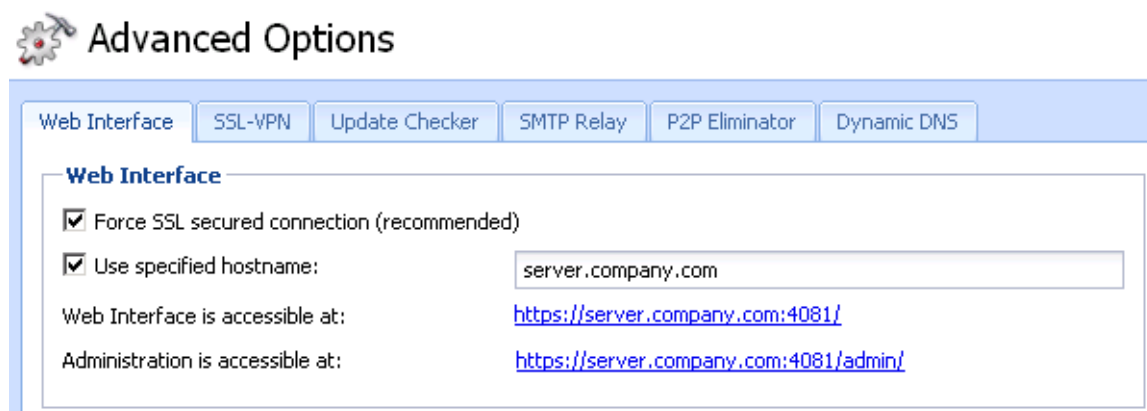 Advanced Options
Web Interface SSL-VPN Update Checker SMTP Relay P2P Eliminator Dynamic DNS
Web Interface
Force SSL secured connection (recommended)
Use specified hostname: server.company.com
Web Interface is accessible at: https://server.company.com:4081/
Administration is accessible at: https://server.company.com:4081/admin/